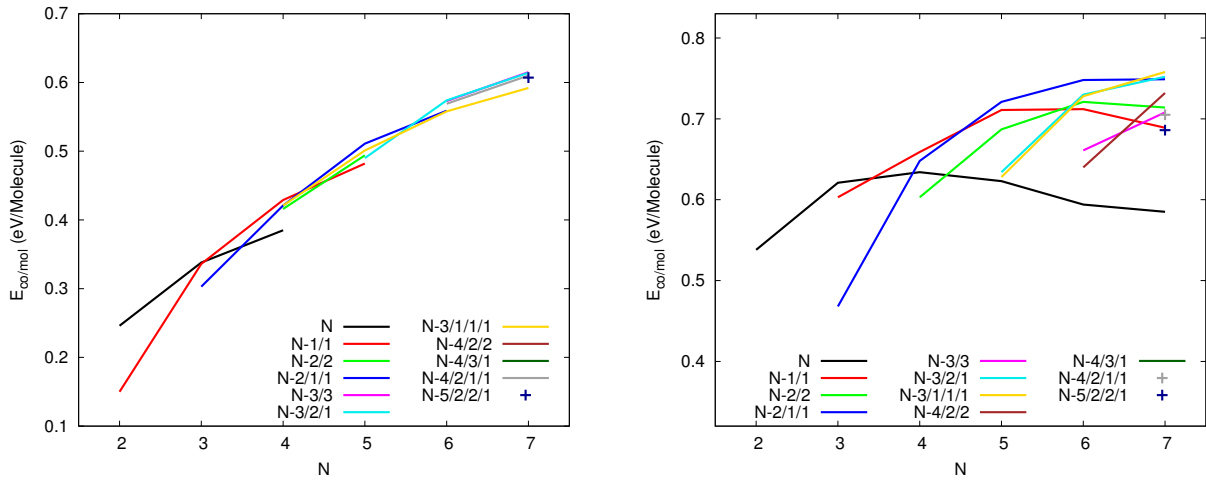 0.7
0.6
0.5
0.4
0.3
0.2
0.1
E_co/mol (eV/Molecule)
2 3 4 5 6 7
N
N
N-1/1
N-2/2
N-2/1/1
N-3/3
N-3/2/1
N-3/1/1/1
N-4/2/2
N-4/3/1
N-4/2/1/1
N-5/2/2/1
0.8
0.7
0.6
0.5
0.4
E_co/mol (eV/Molecule)
2 3 4 5 6 7
N
N
N-1/1
N-2/2
N-2/1/1
N-3/3
N-3/2/1
N-3/1/1/1
N-4/2/2
N-4/3/1
N-4/2/1/1
N-5/2/2/1